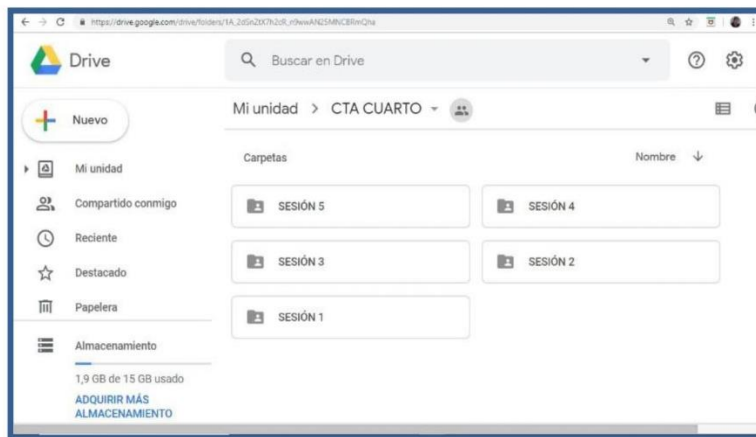 Drive
Buscar en Drive
Nuevo
Mi unidad > CTA CUARTO
Mi unidad
Compartido conmigo
Reciente
Destacado
Papelera
Almacenamiento
1,9 GB de 15 GB usado
ADQUIRIR MÁS
ALMACENAMIENTO
Carpetas
Nombre
SESIÓN 5
SESIÓN 4
SESIÓN 3
SESIÓN 2
SESIÓN 1